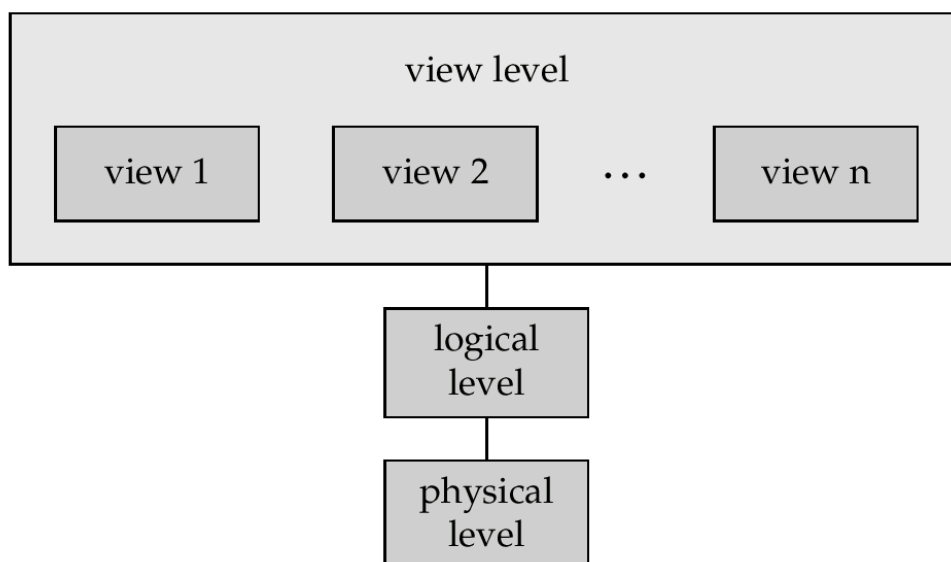 view level
view 1
view 2
...
view n
logical
level
physical
level